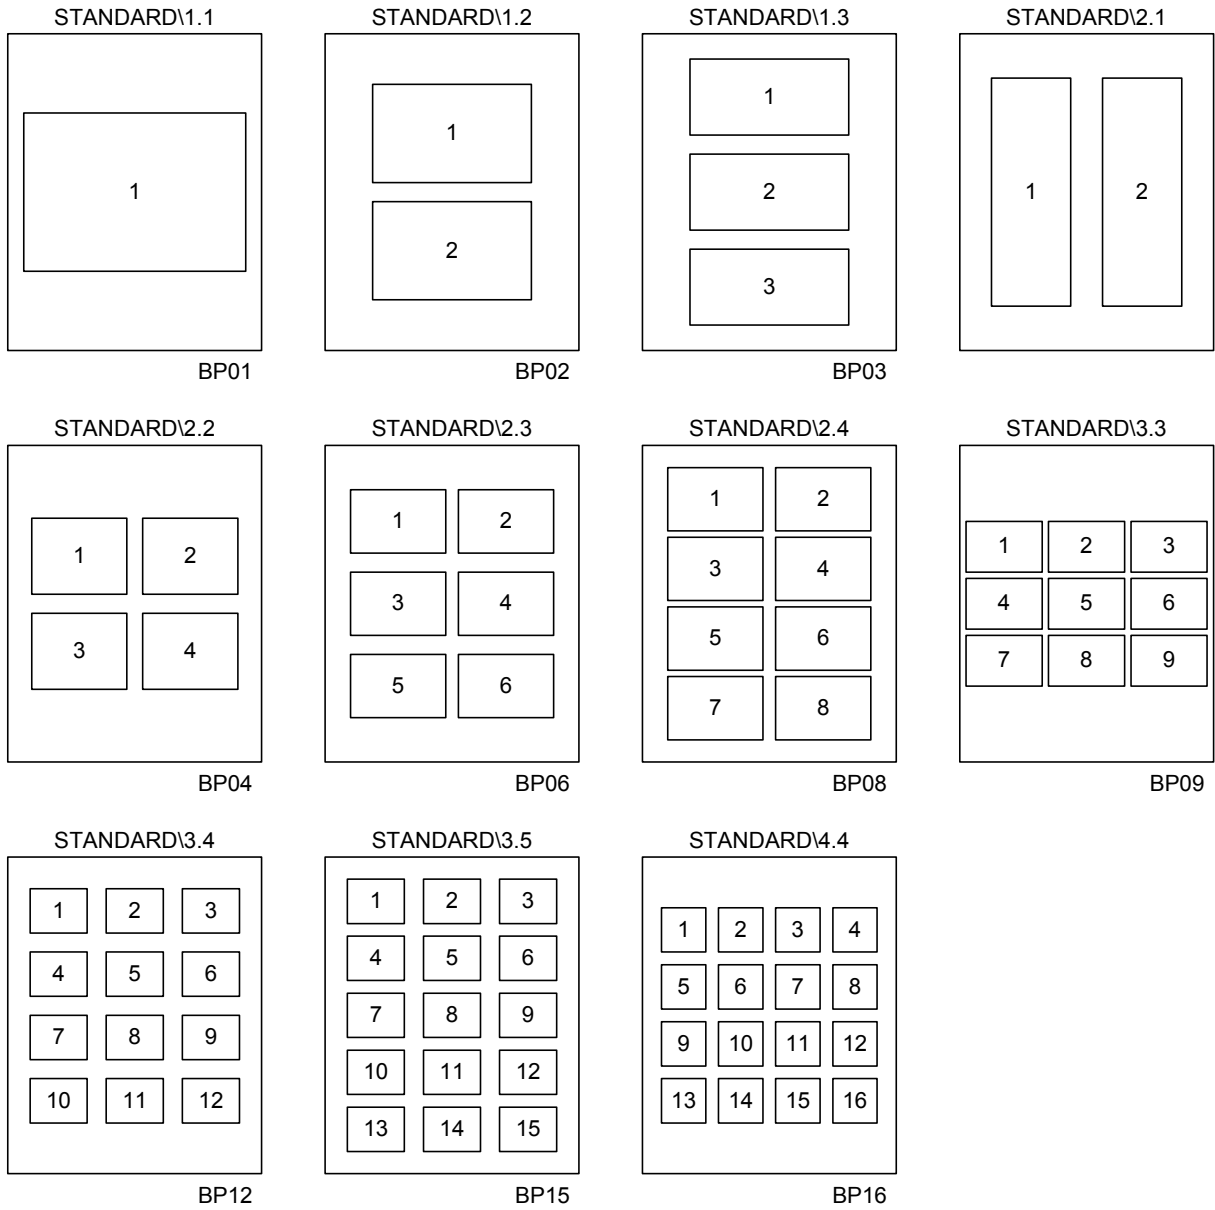 STANDARD\1.1 STANDARD\1.2 STANDARD\1.3 STANDARD\2.1
1
1
2
1
2
3
1 2
BP01 BP02 BP03
STANDARD\2.2 STANDARD\2.3 STANDARD\2.4 STANDARD\3.3
1 2
3 4
1 2
3 4
5 6
1 2
3 4
5 6
7 8
1 2 3
4 5 6
7 8 9
BP04 BP06 BP08 BP09
STANDARD\3.4 STANDARD\3.5 STANDARD\4.4
1 2 3
4 5 6
7 8 9
10 11 12
1 2 3
4 5 6
7 8 9
10 11 12
13 14 15
1 2 3 4
5 6 7 8
9 10 11 12
13 14 15 16
BP12 BP15 BP16